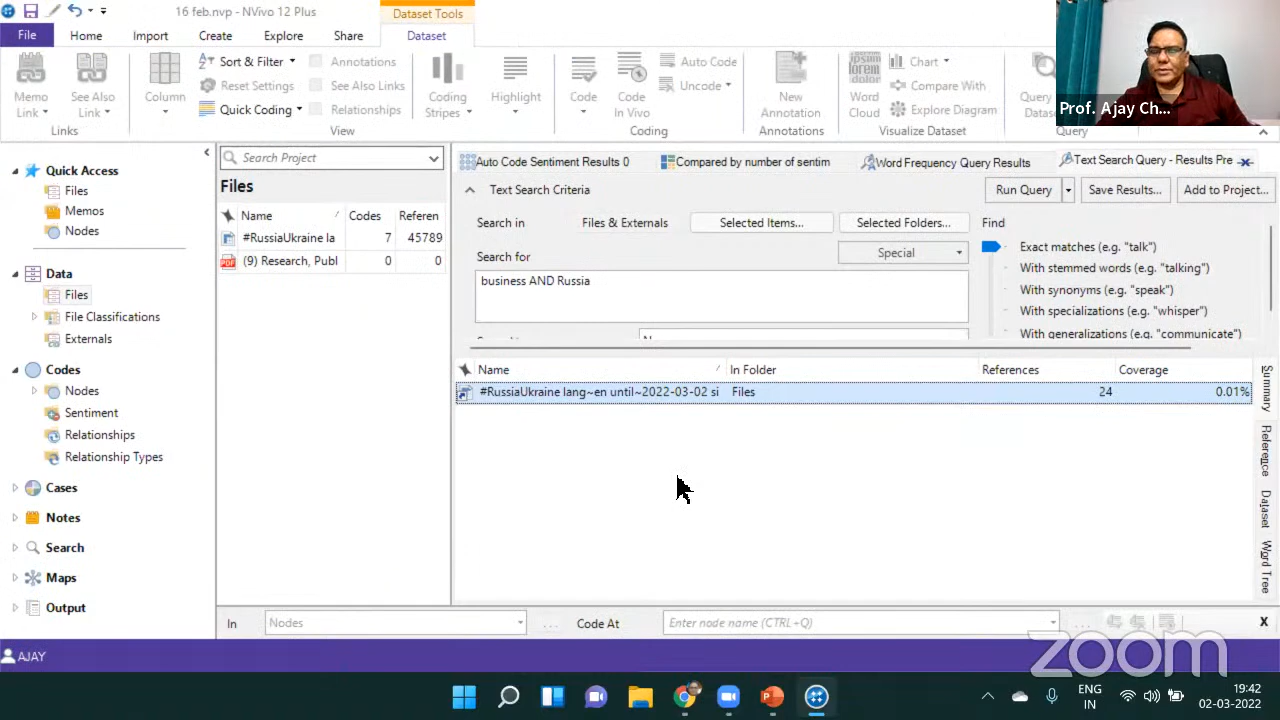 16 feb.nvp - NVivo 12 Plus
Dataset Tools
File
Home
Import
Create
Explore
Share
Dataset
Memo Link
See Also Link
Links
Column
Sort & Filter
Reset Settings
Quick Coding
Annotations
See Also Links
Relationships
View
Coding Stripes
Highlight
Code
Code In Vivo
Auto Code
Uncode
Coding
New Annotation
Annotations
Word Cloud
Chart
Compare With
Explore Diagram
Visualize Dataset
Query
Query
Prof. Ajay Ch...
Quick Access
Files
Memos
Nodes
Data
Files
File Classifications
Externals
Codes
Nodes
Sentiment
Relationships
Relationship Types
Cases
Notes
Search
Maps
Output
Search Project
Files
Name Codes Referen
#RussiaUkraine la 7 45789
(9) Research, Publ 0 0
Auto Code Sentiment Results 0
Compared by number of sentim
Word Frequency Query Results
Text Search Query - Results Pre
Text Search Criteria
Run Query
Save Results...
Add to Project...
Search in
Files & Externals
Selected Items...
Selected Folders...
Find
Search for
Special
business AND Russia
Exact matches (e.g. "talk")
With stemmed words (e.g. "talking")
With synonyms (e.g. "speak")
With specializations (e.g. "whisper")
With generalizations (e.g. "communicate")
Name In Folder References Coverage
#RussiaUkraine lang~en until~2022-03-02 si Files 24 0.01%
Summary
Reference
Dataset
Word Tree
In
Nodes
...
Code At
Enter node name (CTRL+Q)
...
X
AJAY
zoom
PDF
ENG
IN
19:42
02-03-2022